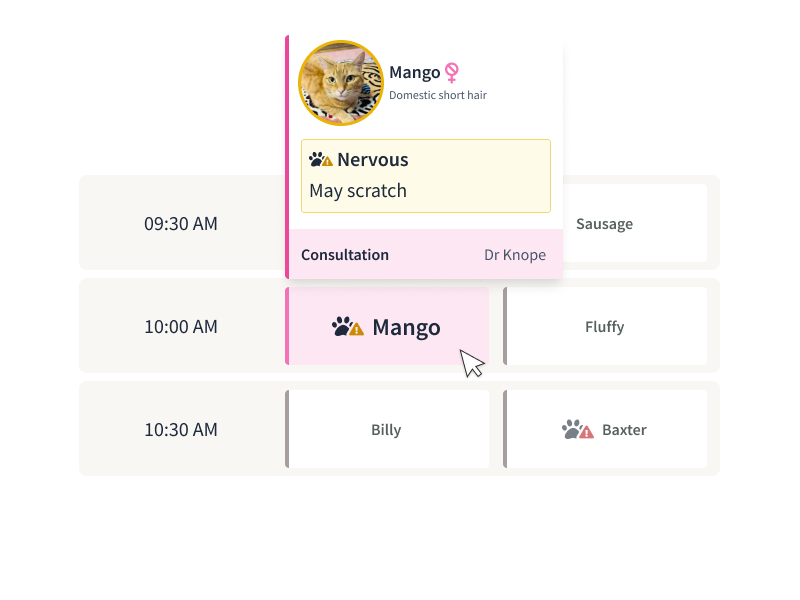 Mango
Domestic short hair
Nervous
May scratch
Consultation Dr Knope
09:30 AM Sausage
10:00 AM Mango Fluffy
10:30 AM Billy Baxter